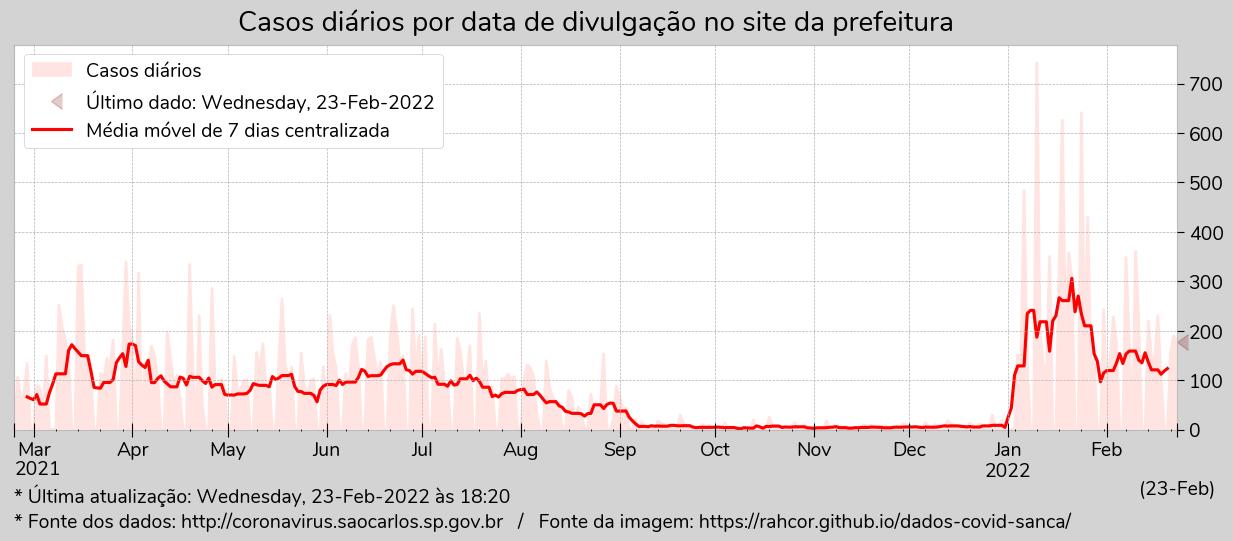 Casos diários por data de divulgação no site da prefeitura
Casos diários
Último dado: Wednesday, 23-Feb-2022
Média móvel de 7 dias centralizada
700
600
500
400
300
200
100
0
Mar Apr May Jun Jul Aug Sep Oct Nov Dec Jan Feb
2021 2022
(23-Feb)
* Última atualização: Wednesday, 23-Feb-2022 às 18:20
* Fonte dos dados: http://coronavirus.saocarlos.sp.gov.br / Fonte da imagem: https://rahcor.github.io/dados-covid-sanca/